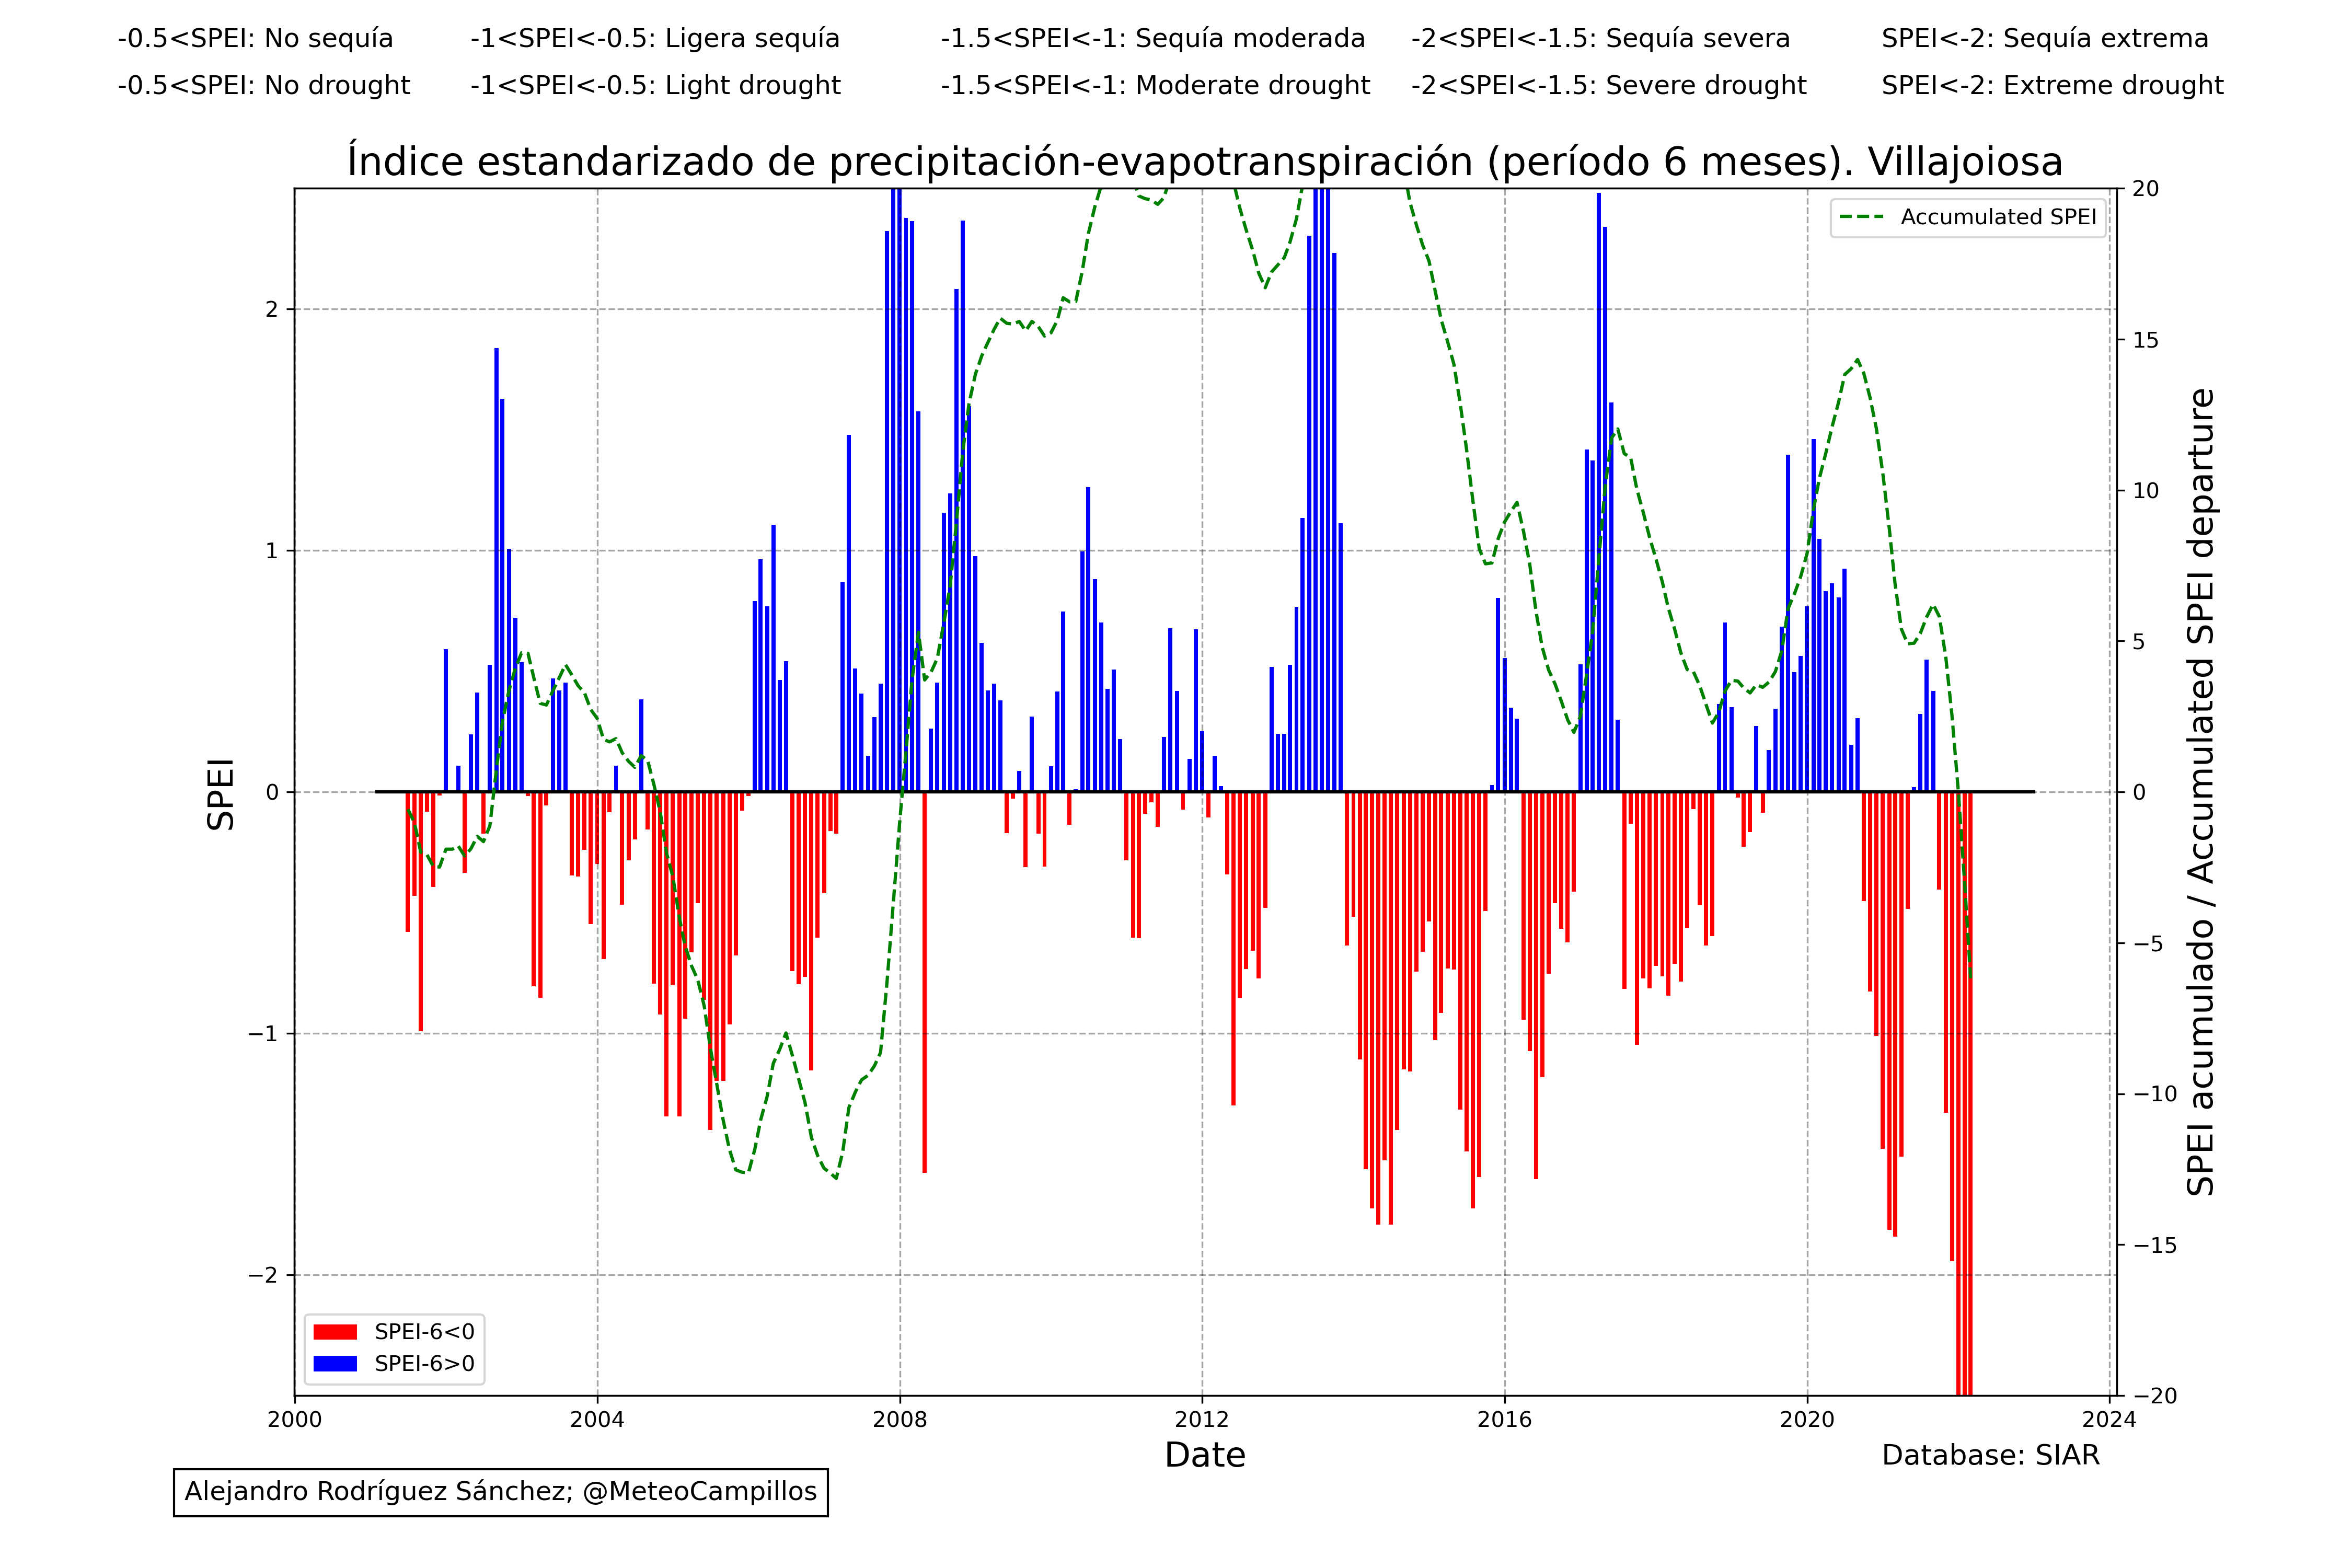 -0.5<SPEI: No sequía -1<SPEI<-0.5: Ligera sequía -1.5<SPEI<-1: Sequía moderada -2<SPEI<-1.5: Sequía severa SPEI<-2: Sequía extrema
-0.5<SPEI: No drought -1<SPEI<-0.5: Light drought -1.5<SPEI<-1: Moderate drought -2<SPEI<-1.5: Severe drought SPEI<-2: Extreme drought
Índice estandarizado de precipitación-evapotranspiración (período 6 meses). Villajoiosa
Accumulated SPEI
SPEI
2
1
0
−1
−2
20
15
10
5
0
−5
−10
−15
−20
SPEI acumulado / Accumulated SPEI departure
SPEI-6<0
SPEI-6>0
2000 2004 2008 2012 2016 2020 2024
Date
Database: SIAR
Alejandro Rodríguez Sánchez; @MeteoCampillos